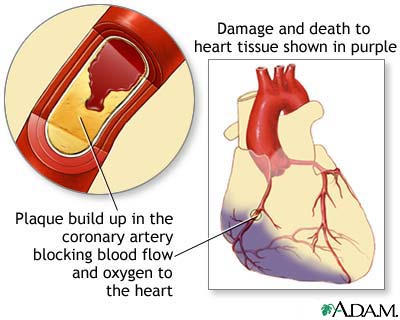 Damage and death to
heart tissue shown in purple
Plaque build up in the
coronary artery
blocking blood flow
and oxygen to
the heart
ADAM.